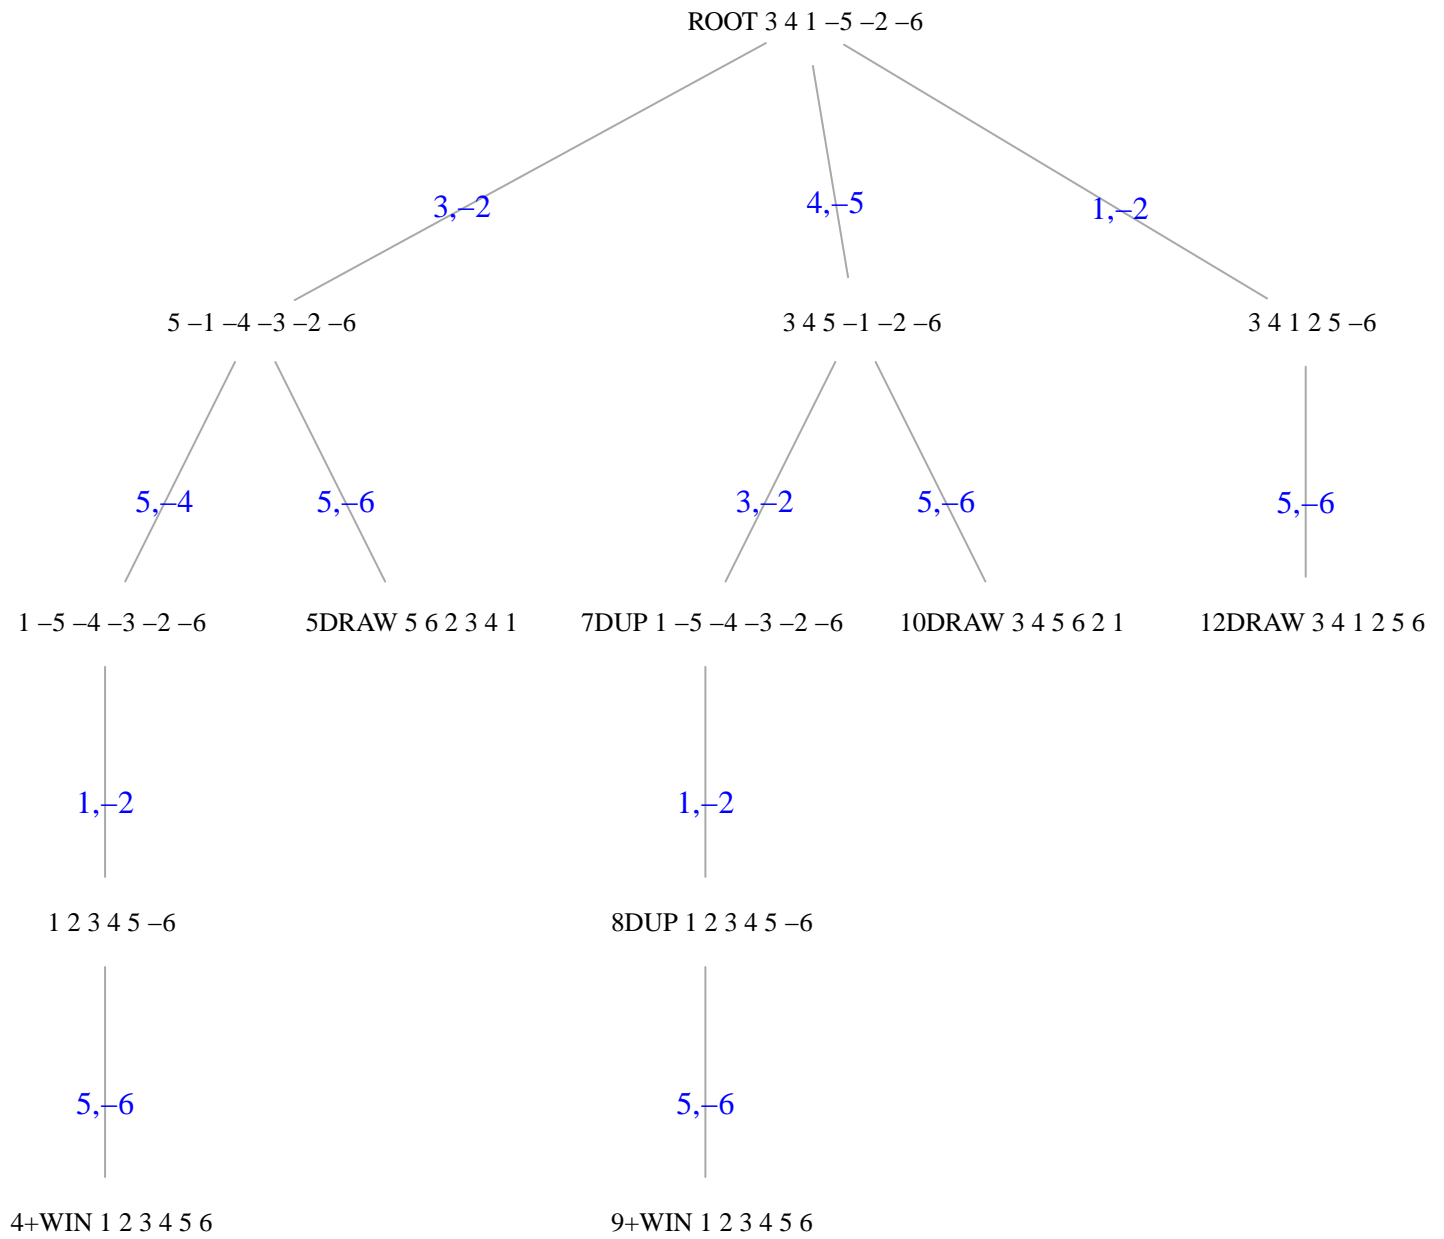 ROOT 3 4 1 –5 –2 –6
3,–2
4,–5
1,–2
5 –1 –4 –3 –2 –6
3 4 5 –1 –2 –6
3 4 1 2 5 –6
5,–4
5,–6
3,–2
5,–6
5,–6
1 –5 –4 –3 –2 –6
5DRAW 5 6 2 3 4 1
7DUP 1 –5 –4 –3 –2 –6
10DRAW 3 4 5 6 2 1
12DRAW 3 4 1 2 5 6
1,–2
1,–2
1 2 3 4 5 –6
8DUP 1 2 3 4 5 –6
5,–6
5,–6
4+WIN 1 2 3 4 5 6
9+WIN 1 2 3 4 5 6